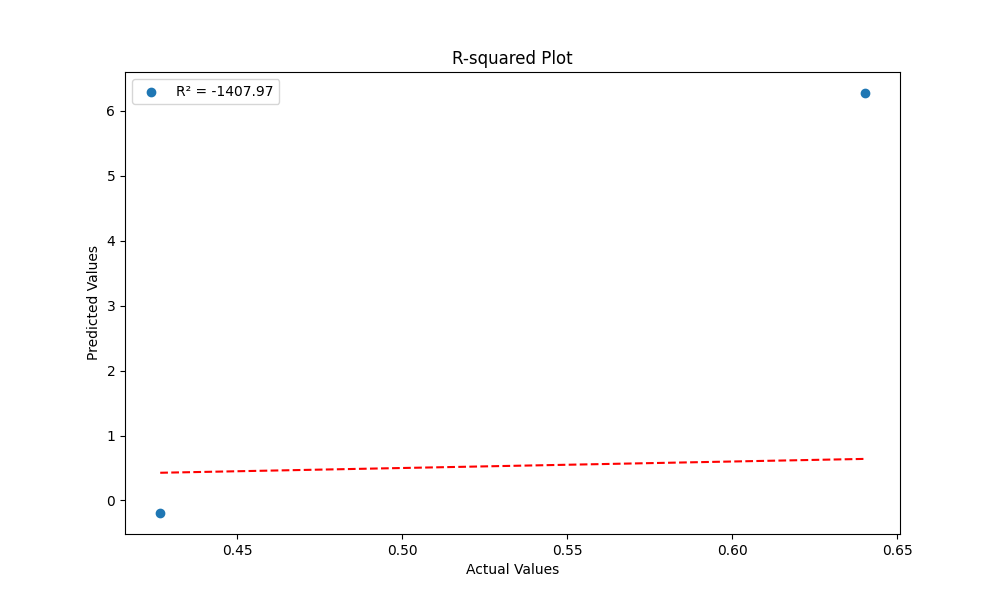 R-squared Plot
R² = -1407.97
6
5
4
3
2
1
0
Predicted Values
0.45 0.50 0.55 0.60 0.65
Actual Values